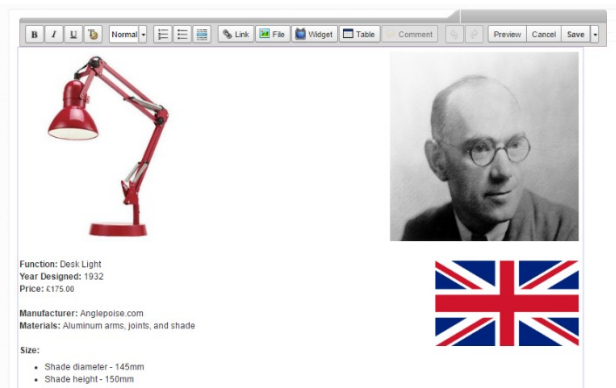 B I U Normal Link File Widget Table Comment Preview Cancel Save
Function: Desk Light
Year Designed: 1932
Price: £175.00
Manufacturer: Anglepoise.com
Materials: Aluminum arms, joints, and shade
Size:
• Shade diameter - 145mm
• Shade height - 150mm